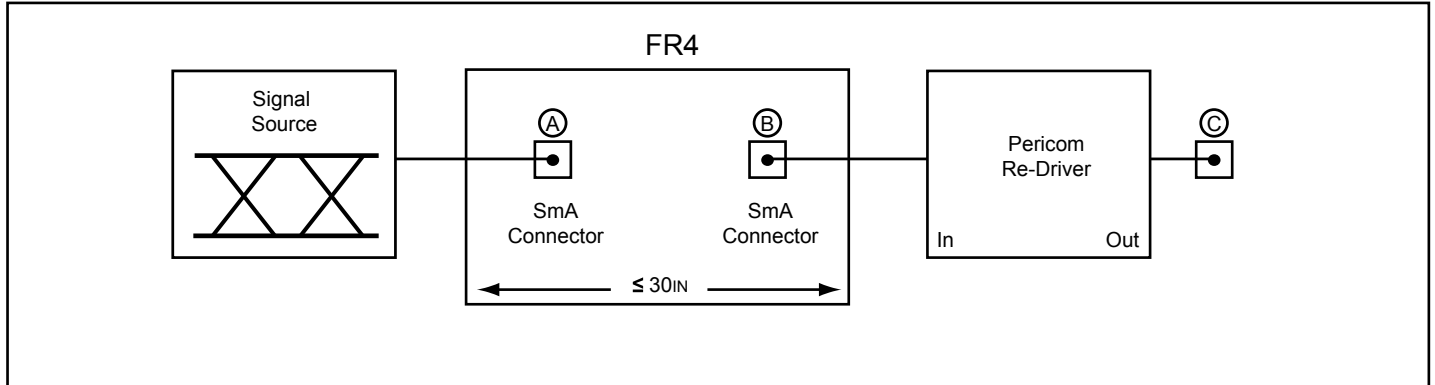 FR4
Signal
Source
A
B
C
SmA
Connector
SmA
Connector
Pericom
Re-Driver
In
Out
≤ 30IN